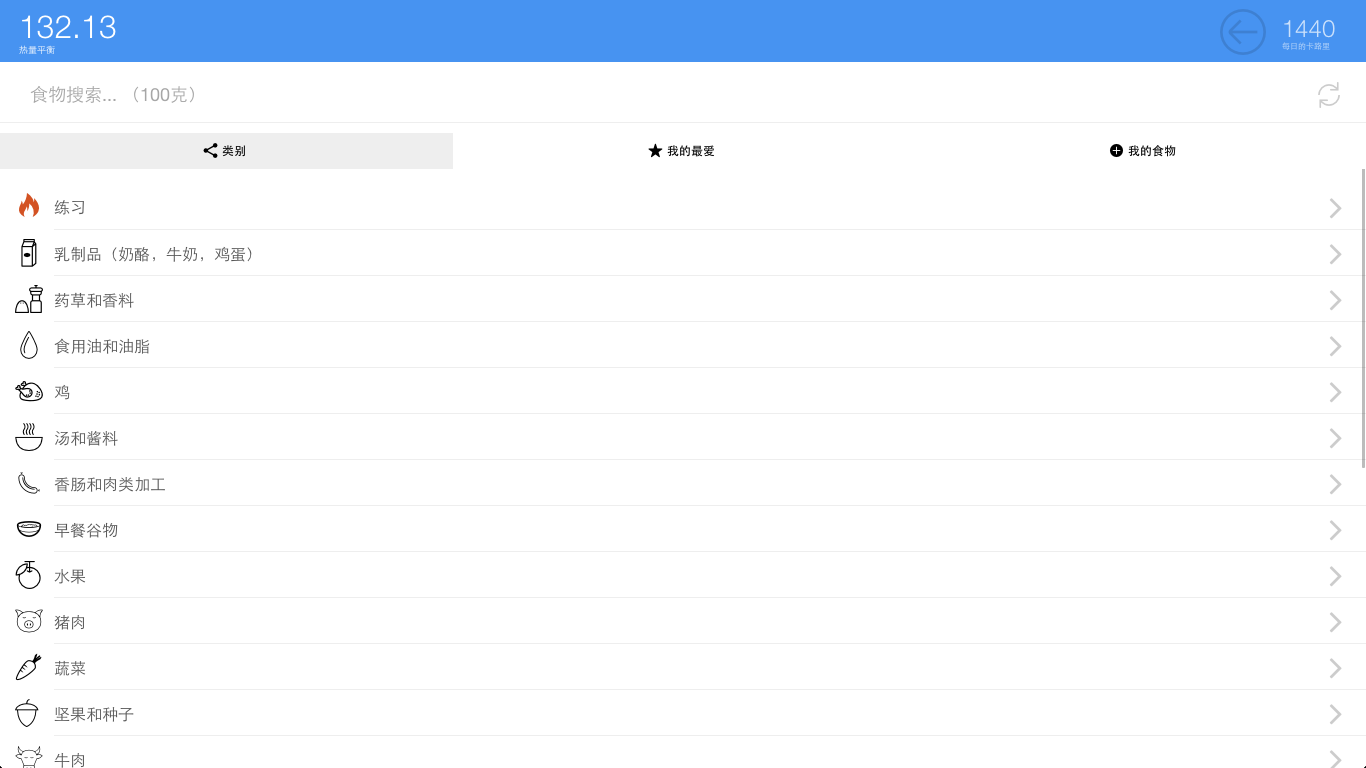 132.13
热量平衡
1440
每日的卡路里
食物搜索... （100克）
类别
我的最爱
我的食物
练习
乳制品（奶酪，牛奶，鸡蛋）
药草和香料
食用油和油脂
鸡
汤和酱料
香肠和肉类加工
早餐谷物
水果
猪肉
蔬菜
坚果和种子
牛肉